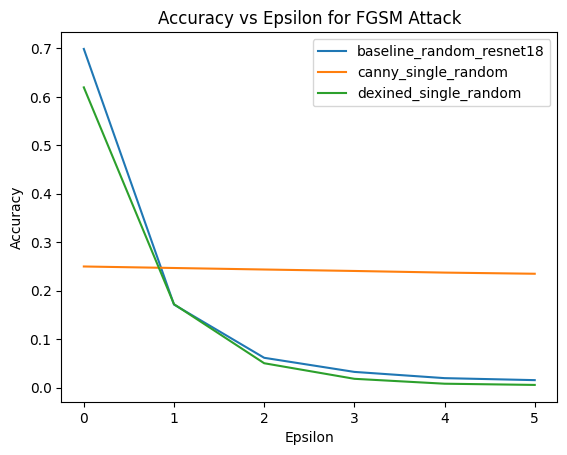 Accuracy vs Epsilon for FGSM Attack
baseline_random_resnet18
canny_single_random
dexined_single_random
0.7
0.6
0.5
0.4
0.3
0.2
0.1
0.0
Accuracy
0 1 2 3 4 5
Epsilon